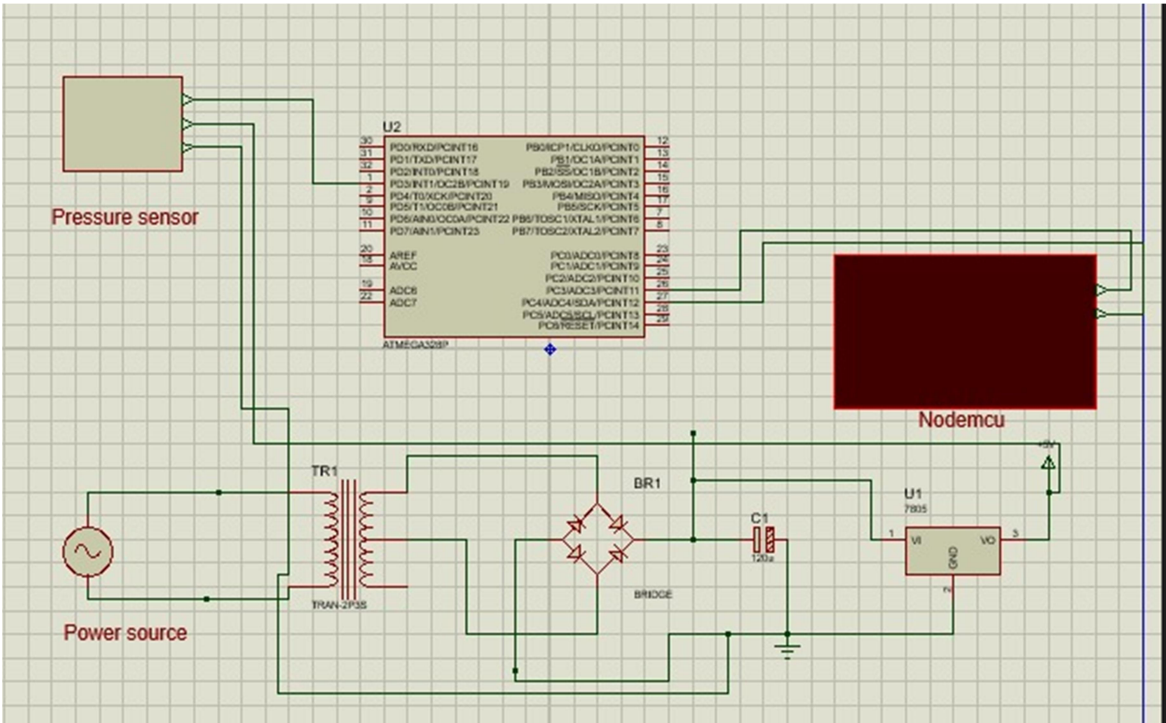 U2
30 PD0/RXD/PCINT16 PB0/ICP1/CLKO/PCINT0 12
31 PD1/TXD/PCINT17 PB1/OC1A/PCINT1 13
32 PD2/INT0/PCINT18 PB2/SS/OC1B/PCINT2 14
1 PD3/INT1/OC2B/PCINT19 PB3/MOSI/OC2A/PCINT3 15
2 PD4/T0/XCK/PCINT20 PB4/MISO/PCINT4 16
9 PD5/T1/OC0B/PCINT21 PB5/SCK/PCINT5 17
10 PD6/AIN0/OC0A/PCINT22 PB6/TOSC1/XTAL1/PCINT6 7
11 PD7/AIN1/PCINT23 PB7/TOSC2/XTAL2/PCINT7 8
20 AREF PC0/ADC0/PCINT8 23
18 AVCC PC1/ADC1/PCINT9 24
PC2/ADC2/PCINT10 25
19 ADC6 PC3/ADC3/PCINT11 26
22 ADC7 PC4/ADC4/SDA/PCINT12 27
PC5/ADC5/SCL/PCINT13 28
PC6/RESET/PCINT14 29
ATMEGA328P
Pressure sensor
Nodemcu
+5V
TR1
TRAN-2P3S
BR1
BRIDGE
C1
120u
U1
7805
1 VI VO 3
GND
2
Power source